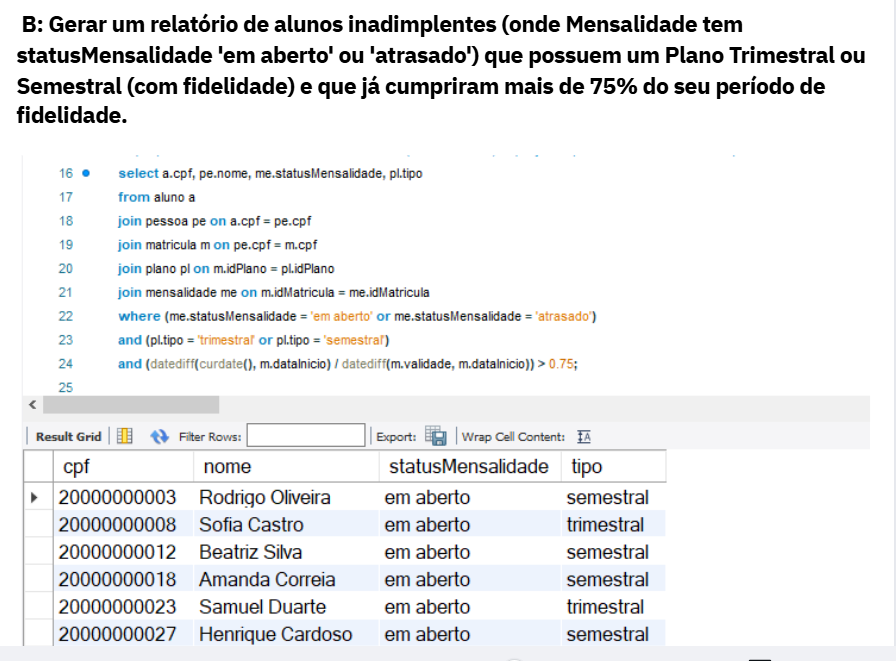 B: Gerar um relatório de alunos inadimplentes (onde Mensalidade tem
statusMensalidade 'em aberto' ou 'atrasado') que possuem um Plano Trimestral ou
Semestral (com fidelidade) e que já cumpriram mais de 75% do seu período de
fidelidade.
16 select a.cpf, pe.nome, me.statusMensalidade, pl.tipo
17 from aluno a
18 join pessoa pe on a.cpf = pe.cpf
19 join matricula m on pe.cpf = m.cpf
20 join plano pl on m.idPlano = pl.idPlano
21 join mensalidade me on m.idMatricula = me.idMatricula
22 where (me.statusMensalidade = 'em aberto' or me.statusMensalidade = 'atrasado')
23 and (pl.tipo = 'trimestral' or pl.tipo = 'semestral')
24 and (datediff(curdate(), m.dataInicio) / datediff(m.validade, m.dataInicio)) > 0.75;
25
Result Grid Filter Rows: Export: Wrap Cell Content:
cpf nome statusMensalidade tipo
20000000003 Rodrigo Oliveira em aberto semestral
20000000008 Sofia Castro em aberto trimestral
20000000012 Beatriz Silva em aberto semestral
20000000018 Amanda Correia em aberto semestral
20000000023 Samuel Duarte em aberto trimestral
20000000027 Henrique Cardoso em aberto semestral